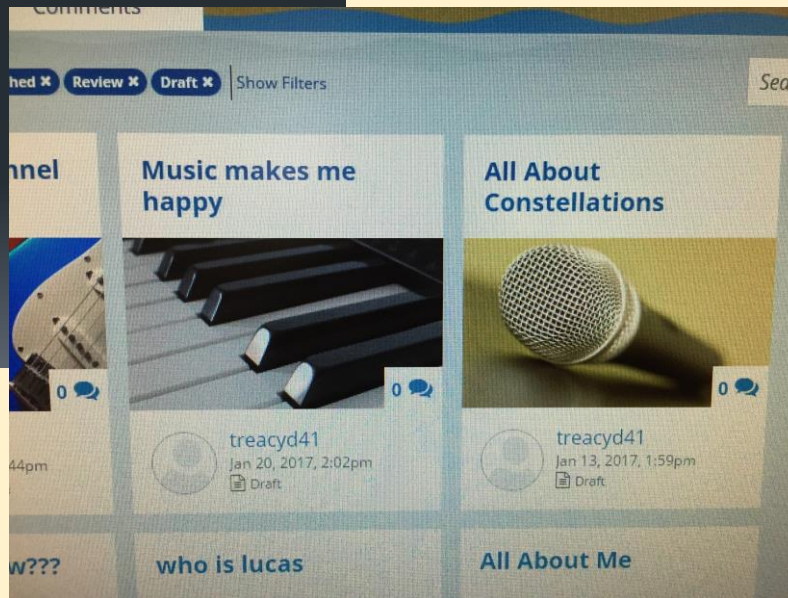 Comments
hed ✖ Review ✖ Draft ✖ Show Filters
Sea
nnel
Music makes me
happy
All About
Constellations
0
0
0
44pm
treacyd41
Jan 20, 2017, 2:02pm
Draft
treacyd41
Jan 13, 2017, 1:59pm
Draft
w???
who is lucas
All About Me